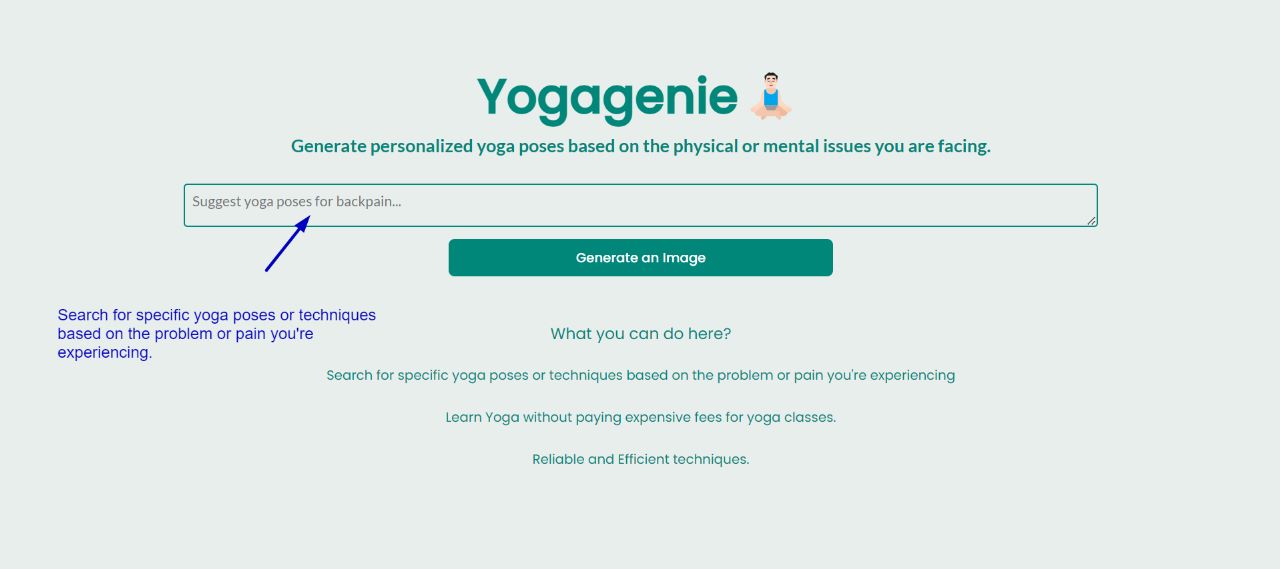 Yogagenie
Generate personalized yoga poses based on the physical or mental issues you are facing.
Suggest yoga poses for backpain...
Generate an Image
Search for specific yoga poses or techniques
based on the problem or pain you're
experiencing.
What you can do here?
Search for specific yoga poses or techniques based on the problem or pain you're experiencing
Learn Yoga without paying expensive fees for yoga classes.
Reliable and Efficient techniques.